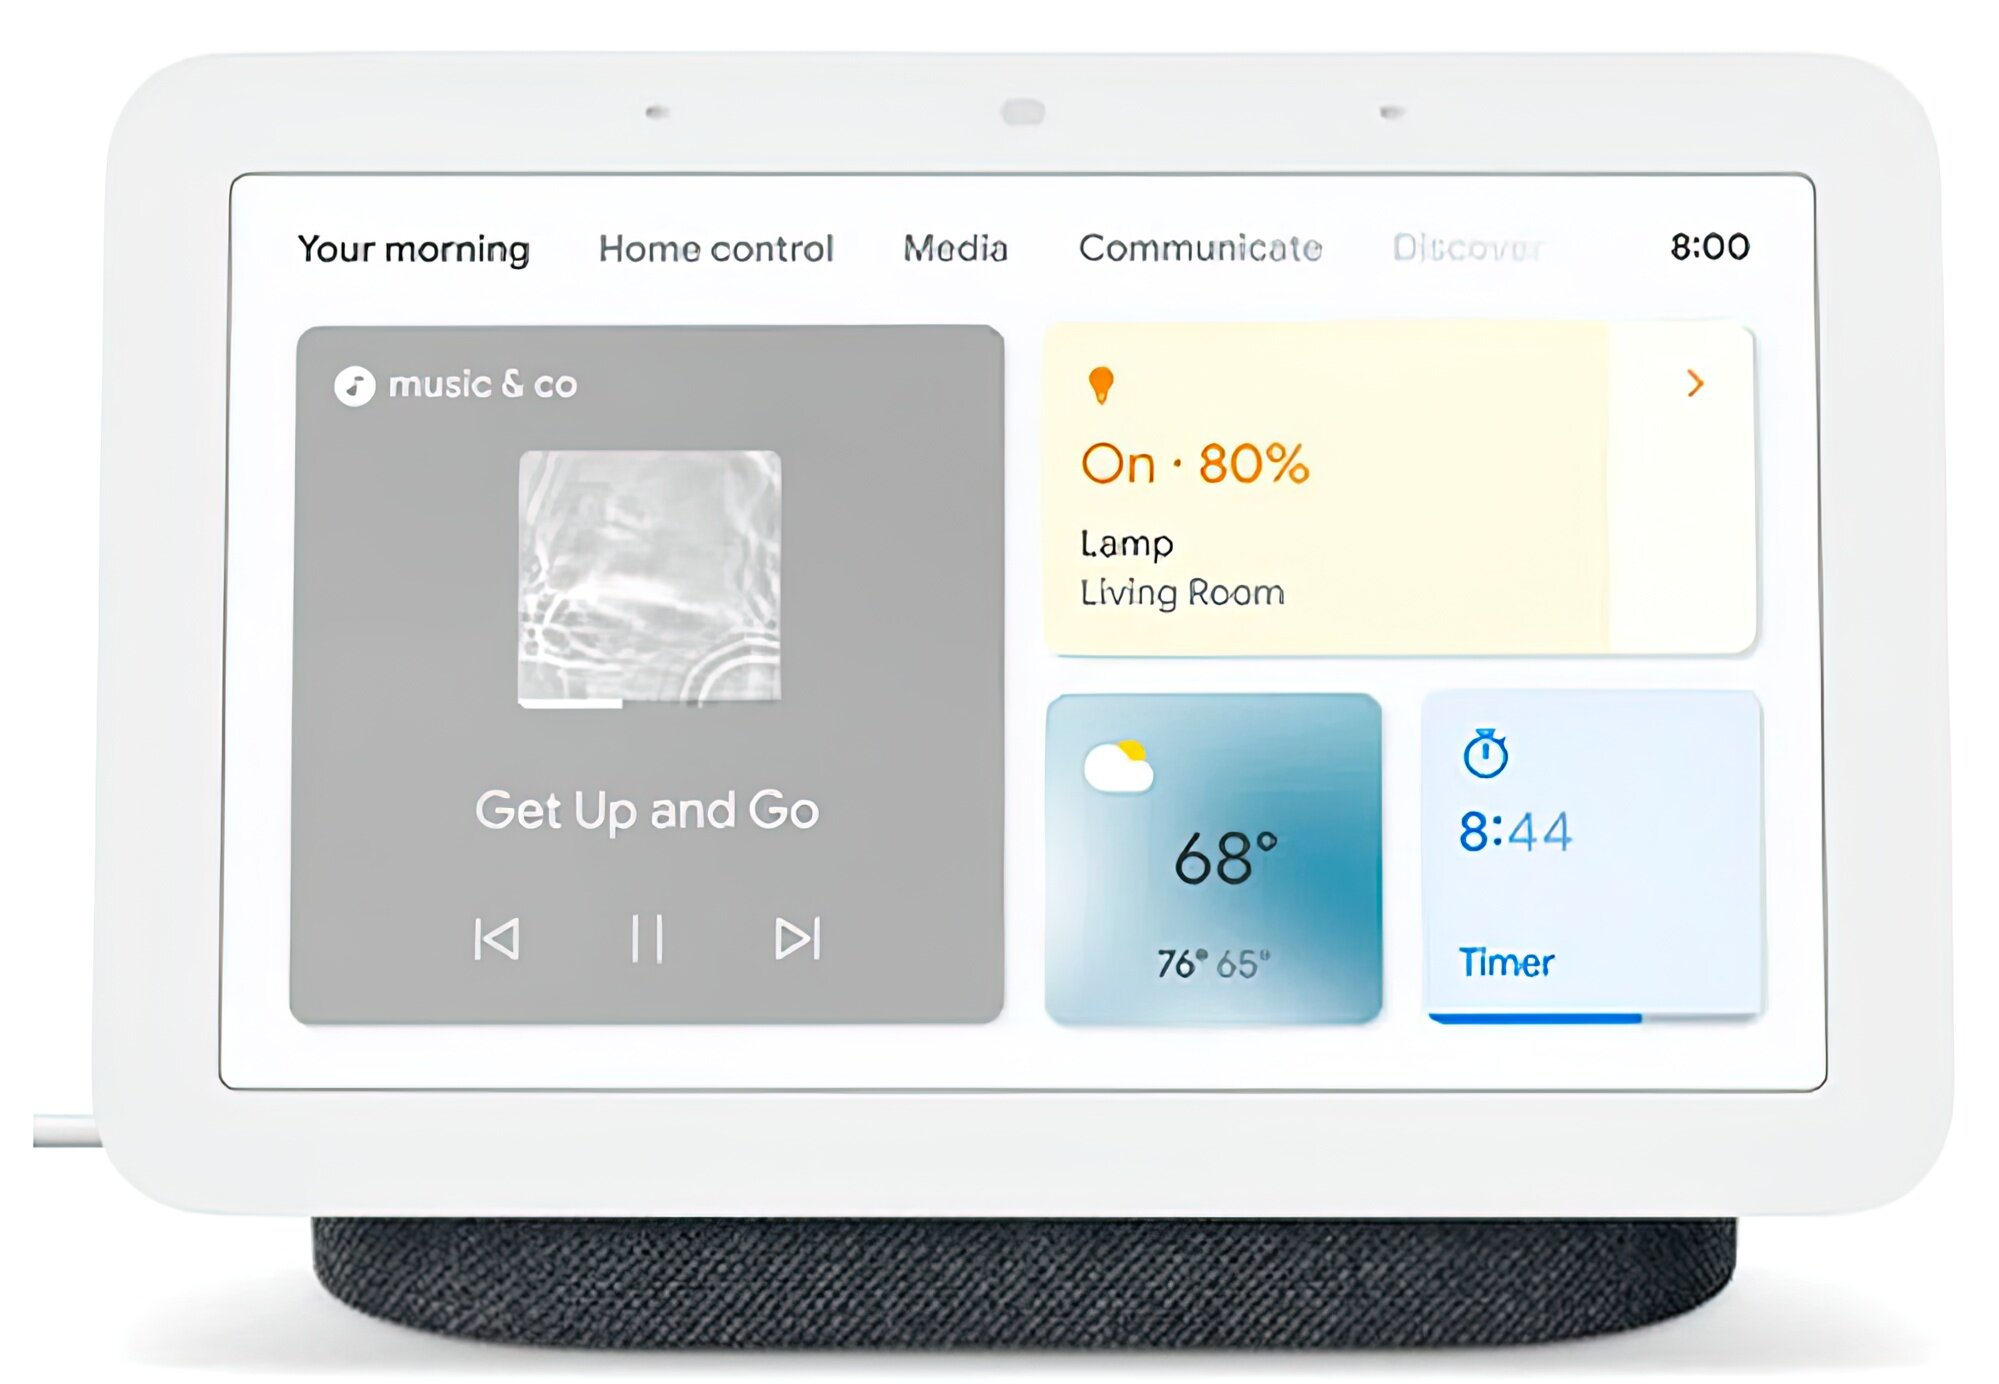 Your morning Home control Media Communicate Discover 8:00
music & co
Get Up and Go
On · 80%
Lamp
Living Room
68°
76° 65°
8:44
Timer